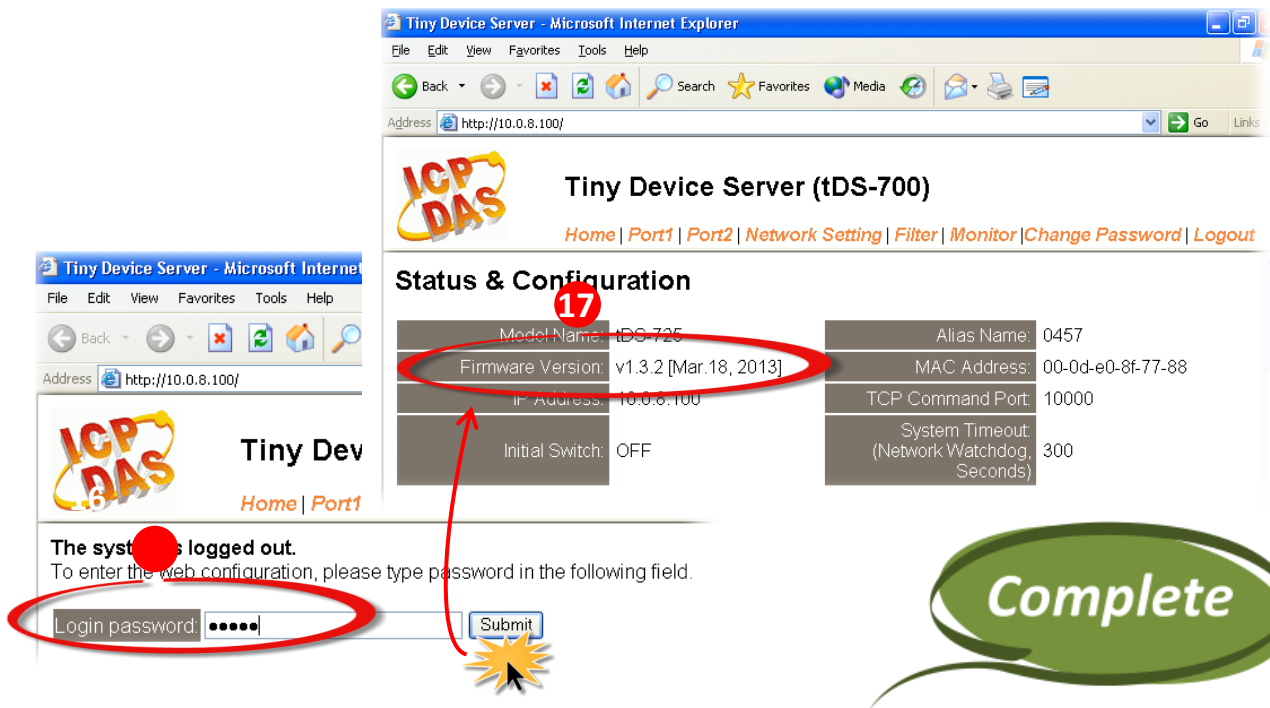 Tiny Device Server - Microsoft Internet Explorer
File Edit View Favorites Tools Help
Back Search Favorites Media
Address http://10.0.8.100/ Go Links
ICP DAS
Tiny Device Server (tDS-700)
Home | Port1 | Port2 | Network Setting | Filter | Monitor |Change Password | Logout
Status & Configuration
17
Model Name: tDS-725 Alias Name: 0457
Firmware Version: v1.3.2 [Mar.18, 2013] MAC Address: 00-0d-e0-8f-77-88
IP Address: 10.0.8.100 TCP Command Port: 10000
Initial Switch: OFF System Timeout: (Network Watchdog, Seconds) 300
Tiny Device Server - Microsoft Internet
File Edit View Favorites Tools Help
Back
Address http://10.0.8.100/
ICP DAS
Tiny Dev
Home | Port1
16
The syst s logged out.
To enter the web configuration, please type password in the following field.
Login password: ●●●●● Submit
Complete